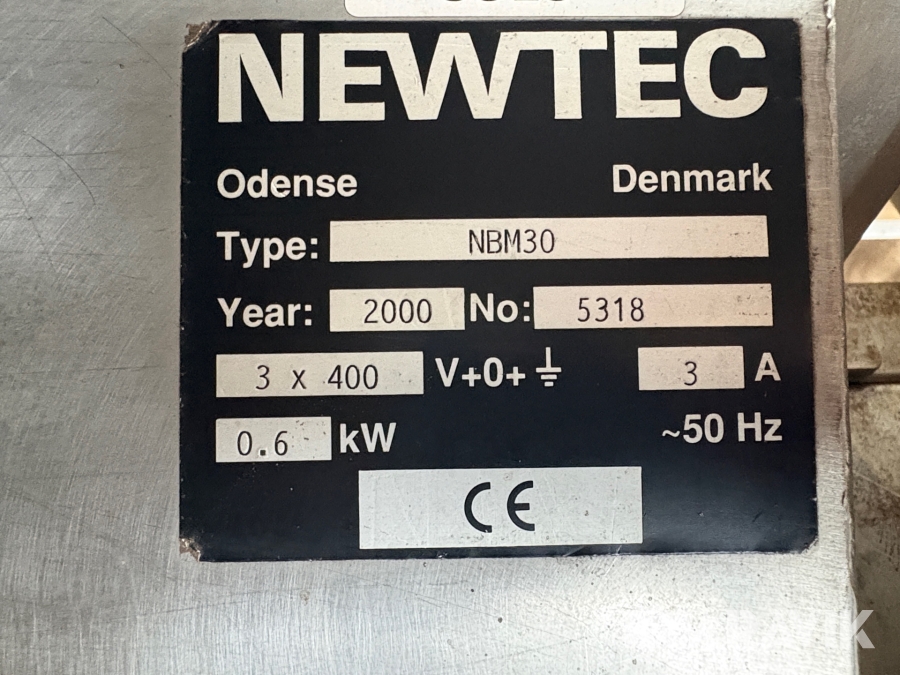 NEWTEC
Odense Denmark
Type: NBM30
Year: 2000 No: 5318
3 x 400 V+0+⏚ 3 A
0.6 kW ~50 Hz
CE